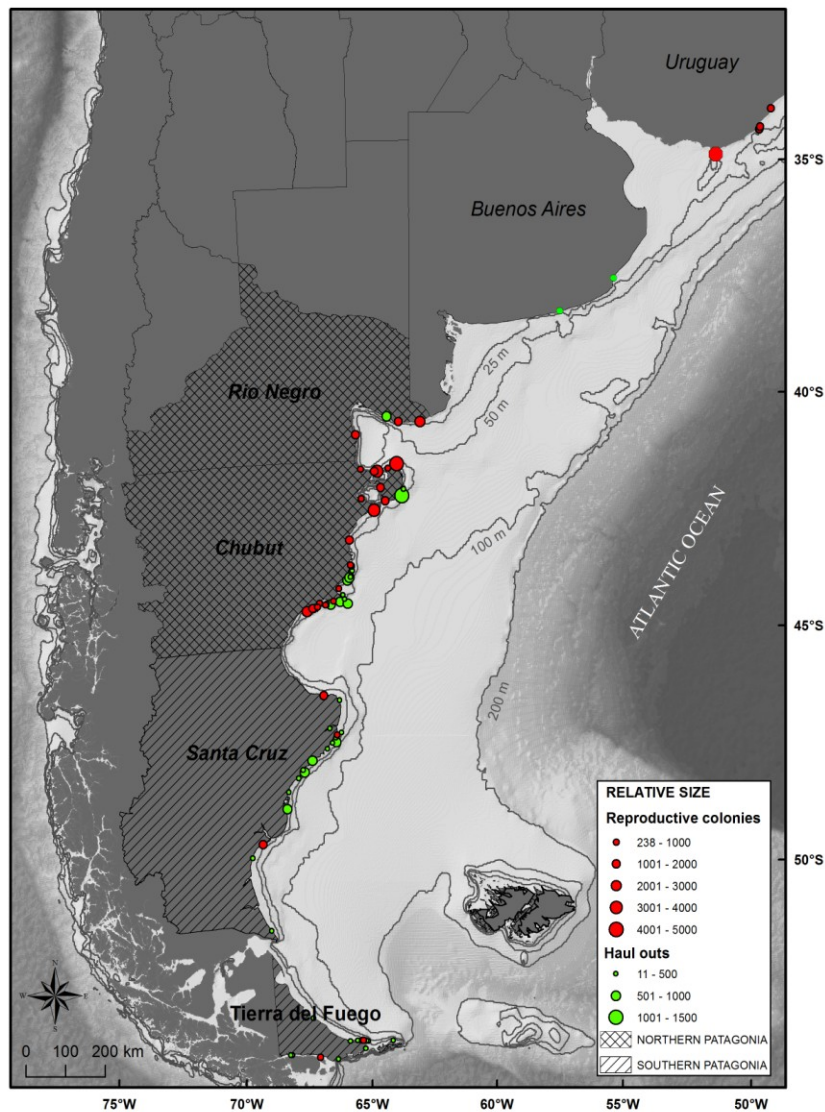 Uruguay
35°S
Buenos Aires
40°S
25 m
50 m
Rio Negro
100 m
Chubut
ATLANTIC OCEAN
45°S
200 m
Santa Cruz
RELATIVE SIZE
Reproductive colonies
238 - 1000
1001 - 2000
2001 - 3000
3001 - 4000
4001 - 5000
Haul outs
11 - 500
501 - 1000
1001 - 1500
NORTHERN PATAGONIA
SOUTHERN PATAGONIA
50°S
N
W E
S
Tierra del Fuego
0 100 200 km
75°W 70°W 65°W 60°W 55°W 50°W